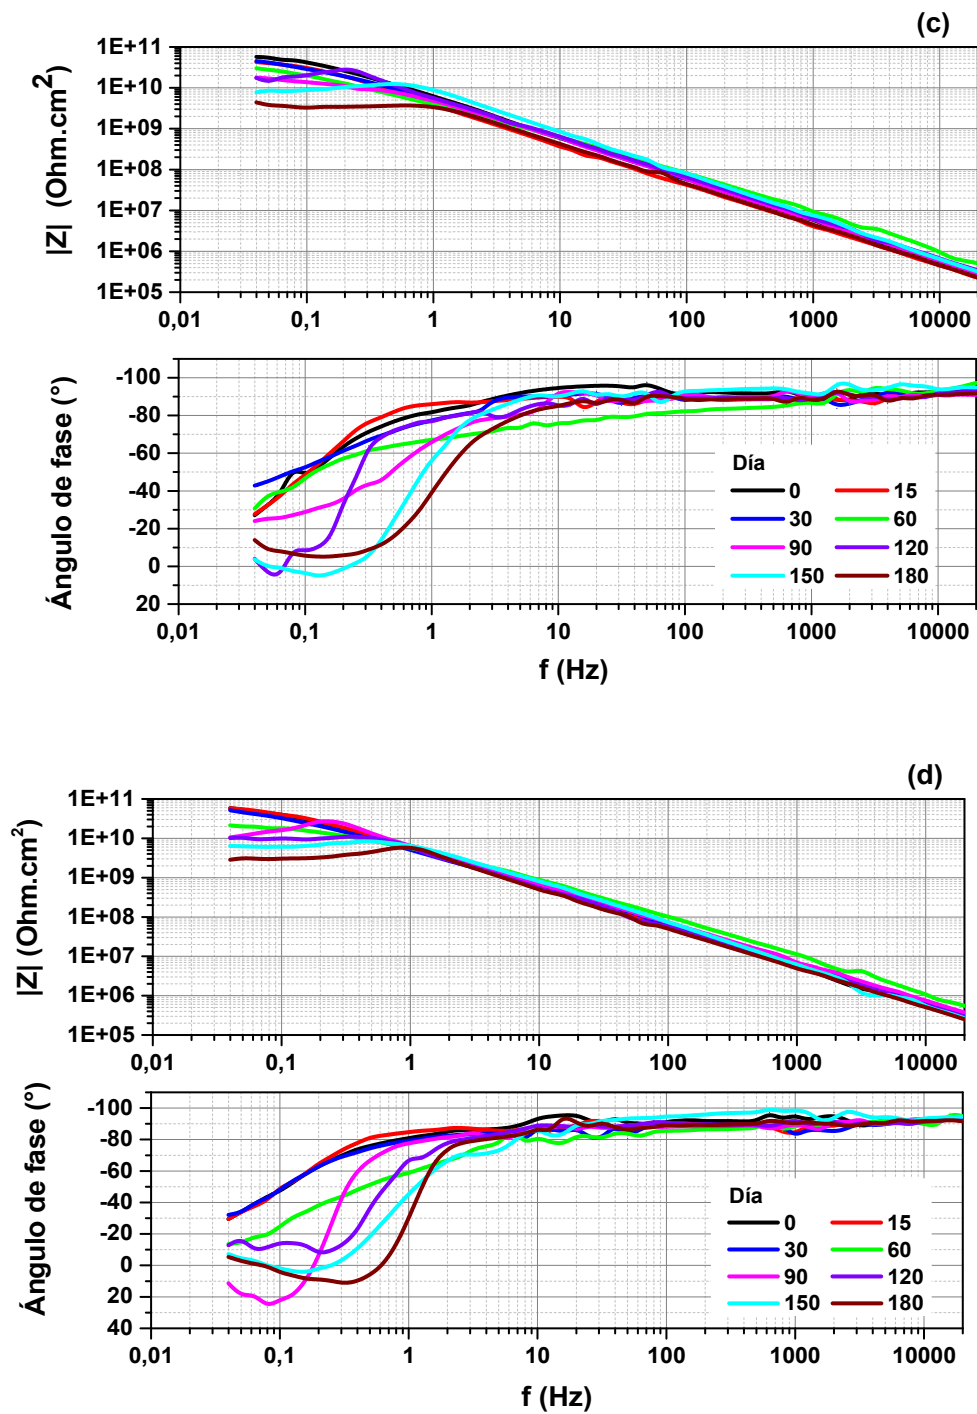 (c)
|Z| (Ohm.cm²)
1E+11
1E+10
1E+09
1E+08
1E+07
1E+06
1E+05
0,01 0,1 1 10 100 1000 10000
Ángulo de fase (°)
-100
-80
-60
-40
-20
0
20
Día
0 15
30 60
90 120
150 180
0,01 0,1 1 10 100 1000 10000
f (Hz)
(d)
|Z| (Ohm.cm²)
1E+11
1E+10
1E+09
1E+08
1E+07
1E+06
1E+05
0,01 0,1 1 10 100 1000 10000
Ángulo de fase (°)
-100
-80
-60
-40
-20
0
20
40
Día
0 15
30 60
90 120
150 180
0,01 0,1 1 10 100 1000 10000
f (Hz)